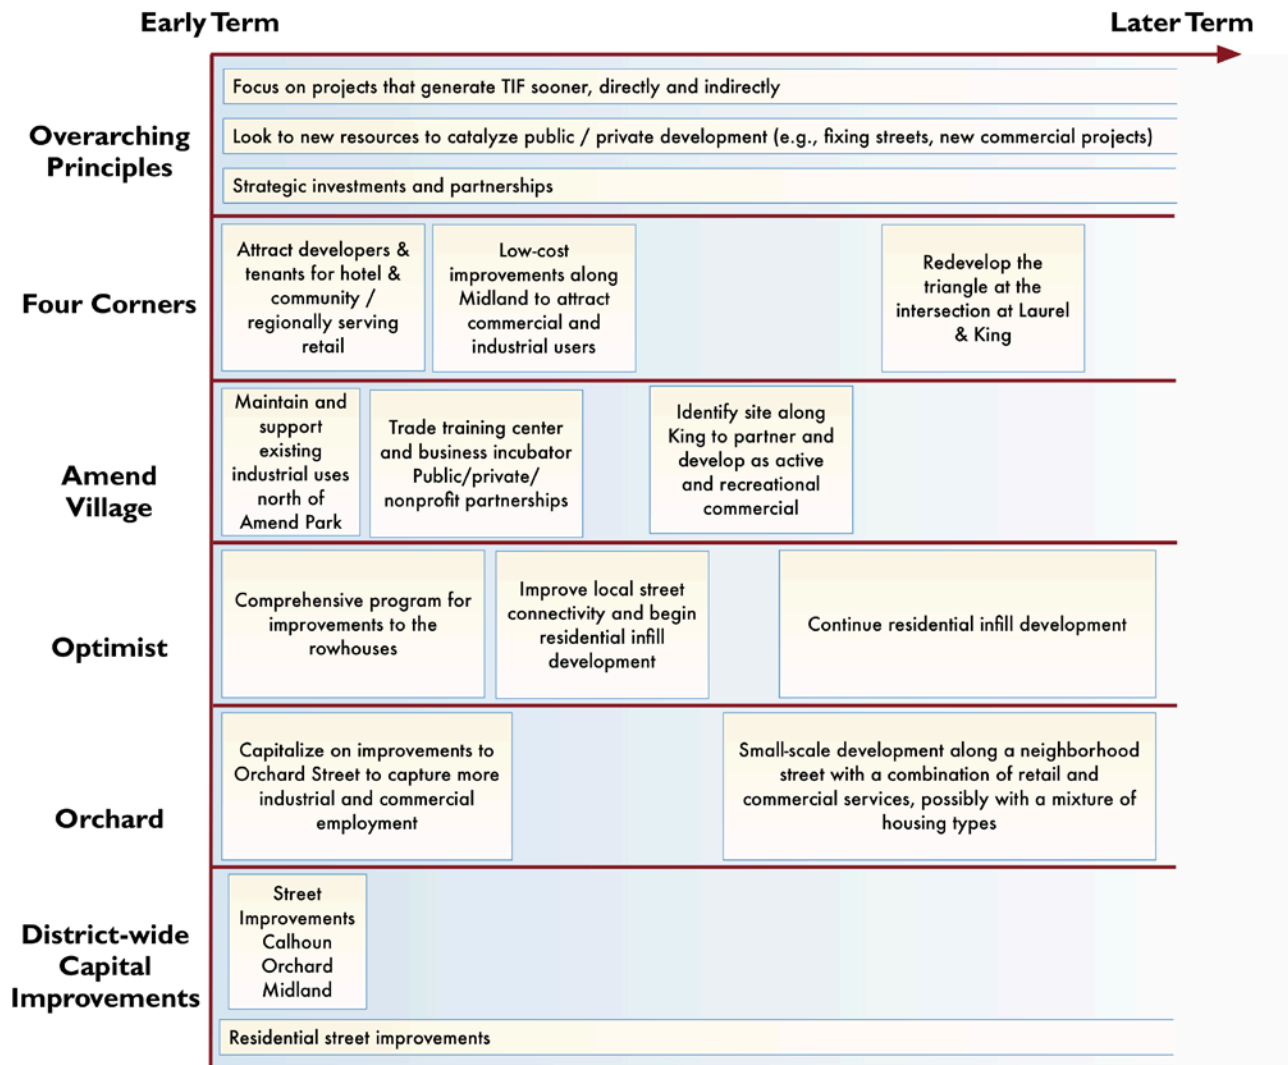 Early Term
Later Term
Overarching
Principles
Focus on projects that generate TIF sooner, directly and indirectly
Look to new resources to catalyze public / private development (e.g., fixing streets, new commercial projects)
Strategic investments and partnerships
Four Corners
Attract developers &
tenants for hotel &
community /
regionally serving
retail
Low-cost
improvements along
Midland to attract
commercial and
industrial users
Redevelop the
triangle at the
intersection at Laurel
& King
Amend
Village
Maintain and
support
existing
industrial uses
north of
Amend Park
Trade training center
and business incubator
Public/private/
nonprofit partnerships
Identify site along
King to partner and
develop as active
and recreational
commercial
Optimist
Comprehensive program for
improvements to the
rowhouses
Improve local street
connectivity and begin
residential infill
development
Continue residential infill development
Orchard
Capitalize on improvements to
Orchard Street to capture more
industrial and commercial
employment
Small-scale development along a neighborhood
street with a combination of retail and
commercial services, possibly with a mixture of
housing types
District-wide
Capital
Improvements
Street
Improvements
Calhoun
Orchard
Midland
Residential street improvements